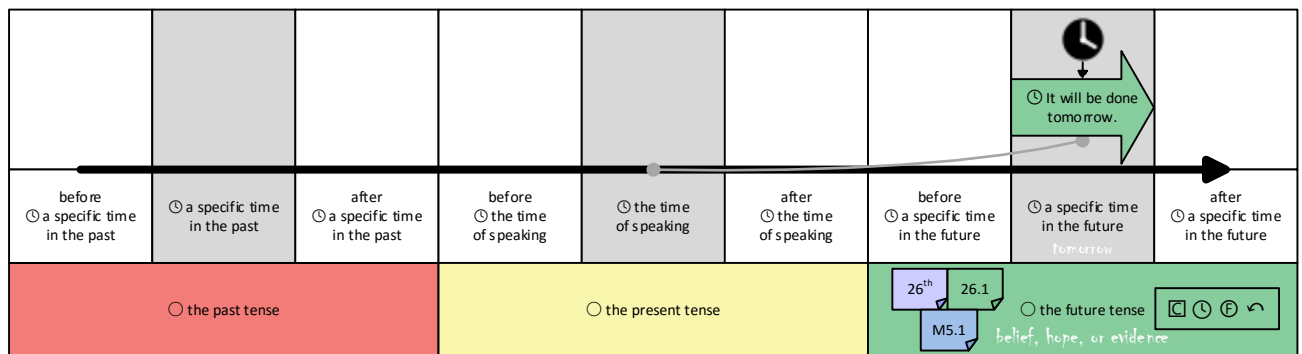 It will be done
tomorrow.
before
a specific time
in the past
a specific time
in the past
after
a specific time
in the past
before
the time
of speaking
the time
of speaking
after
the time
of speaking
before
a specific time
in the future
a specific time
in the future
tomorrow
after
a specific time
in the future
the past tense
the present tense
26th
26.1
M5.1
the future tense
C F
belief, hope, or evidence